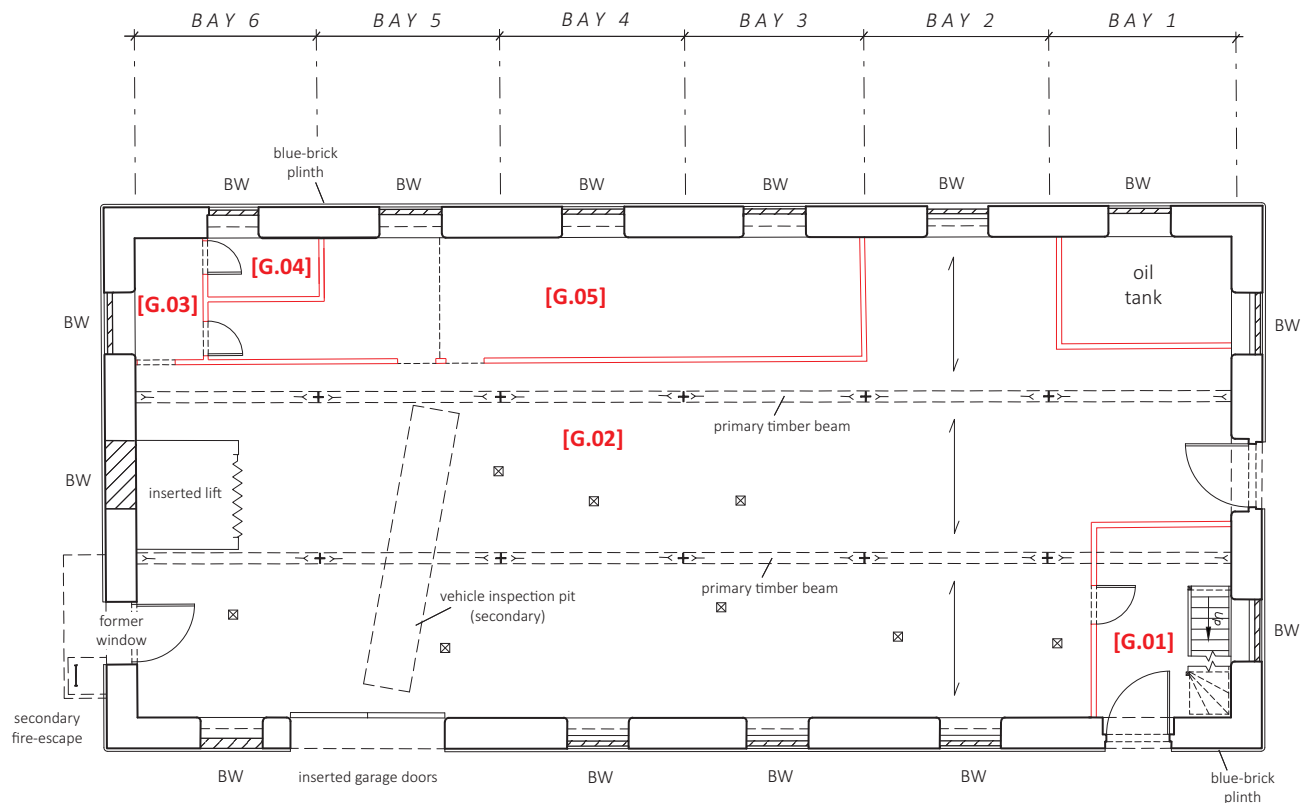 BAY 6 BAY 5 BAY 4 BAY 3 BAY 2 BAY 1
blue-brick
plinth
BW BW BW BW BW BW
[G.03] [G.04] [G.05] oil
tank
BW BW
primary timber beam
[G.02]
BW inserted lift
primary timber beam
vehicle inspection pit
(secondary)
former
window
UP
BW
[G.01]
secondary
fire-escape
BW inserted garage doors BW BW BW
blue-brick
plinth